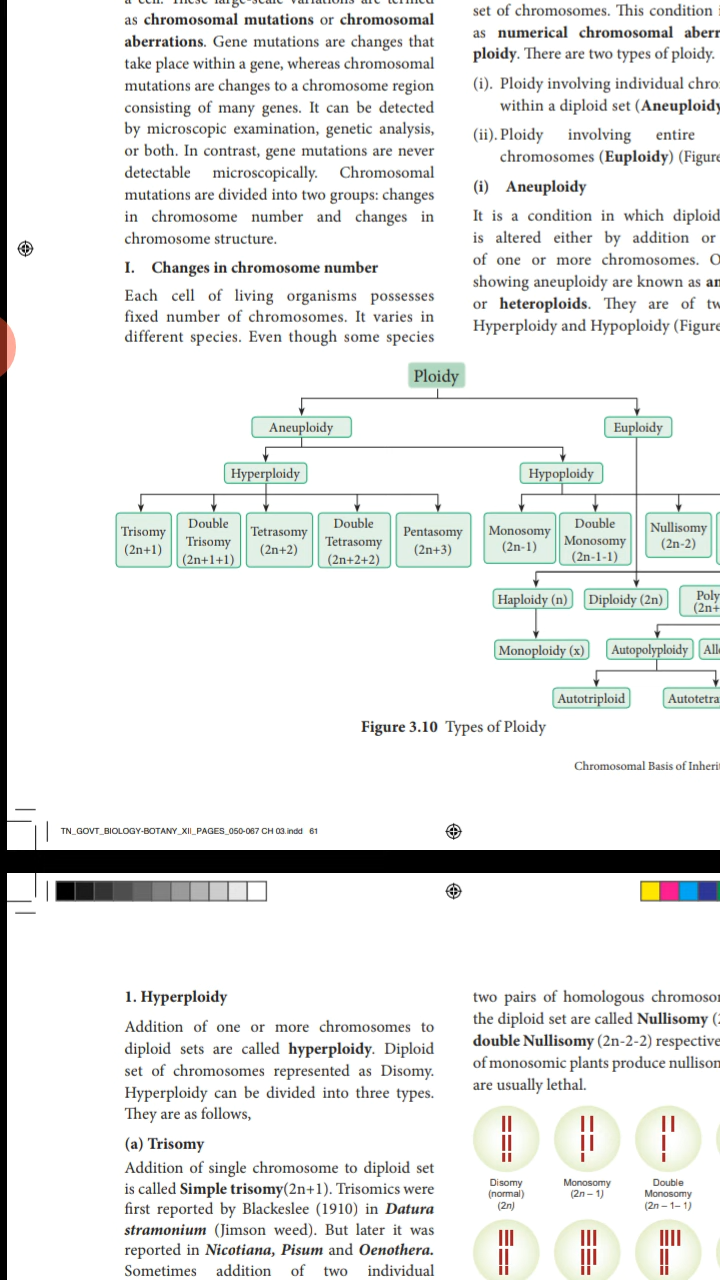 a cell. These large-scale variations are termed
as chromosomal mutations or chromosomal
aberrations. Gene mutations are changes that
take place within a gene, whereas chromosomal
mutations are changes to a chromosome region
consisting of many genes. It can be detected
by microscopic examination, genetic analysis,
or both. In contrast, gene mutations are never
detectable microscopically. Chromosomal
mutations are divided into two groups: changes
in chromosome number and changes in
chromosome structure.
I. Changes in chromosome number
Each cell of living organisms possesses
fixed number of chromosomes. It varies in
different species. Even though some species
set of chromosomes. This condition
as numerical chromosomal
ploidy. There are two types of ploidy.
(i). Ploidy involving individual
within a diploid set (Aneuploidy
(ii). Ploidy involving entire
chromosomes (Euploidy) (Figure
(i) Aneuploidy
It is a condition in which diploid
is altered either by addition or
of one or more chromosomes.
showing aneuploidy are known as
or heteroploids. They are of
Hyperploidy and Hypoploidy (Figure
Ploidy
Aneuploidy
Euploidy
Hyperploidy
Hypoploidy
Trisomy
(2n+1)
Double
Trisomy
(2n+1+1)
Tetrasomy
(2n+2)
Double
Tetrasomy
(2n+2+2)
Pentasomy
(2n+3)
Monosomy
(2n-1)
Double
Monosomy
(2n-1-1)
Nullisomy
(2n-2)
Haploidy (n)
Diploidy (2n)
Poly
(2n+
Monoploidy (x)
Autopolyploidy
Autotriploid
Autotetra
Figure 3.10 Types of Ploidy
Chromosomal Basis of Inherit
TN_GOVT_BIOLOGY-BOTANY_XII_PAGES_050-067 CH 03.indd 61
1. Hyperploidy
Addition of one or more chromosomes to
diploid sets are called hyperploidy. Diploid
set of chromosomes represented as Disomy.
Hyperploidy can be divided into three types.
They are as follows,
(a) Trisomy
Addition of single chromosome to diploid set
is called Simple trisomy(2n+1). Trisomics were
first reported by Blackeslee (1910) in Datura
stramonium (Jimson weed). But later it was
reported in Nicotiana, Pisum and Oenothera.
Sometimes addition of two individual
two pairs of homologous
the diploid set are called Nullisomy
double Nullisomy (2n-2-2)
of monosomic plants produce
are usually lethal.
Disomy
(normal)
(2n)
Monosomy
(2n – 1)
Double
Monosomy
(2n – 1– 1)